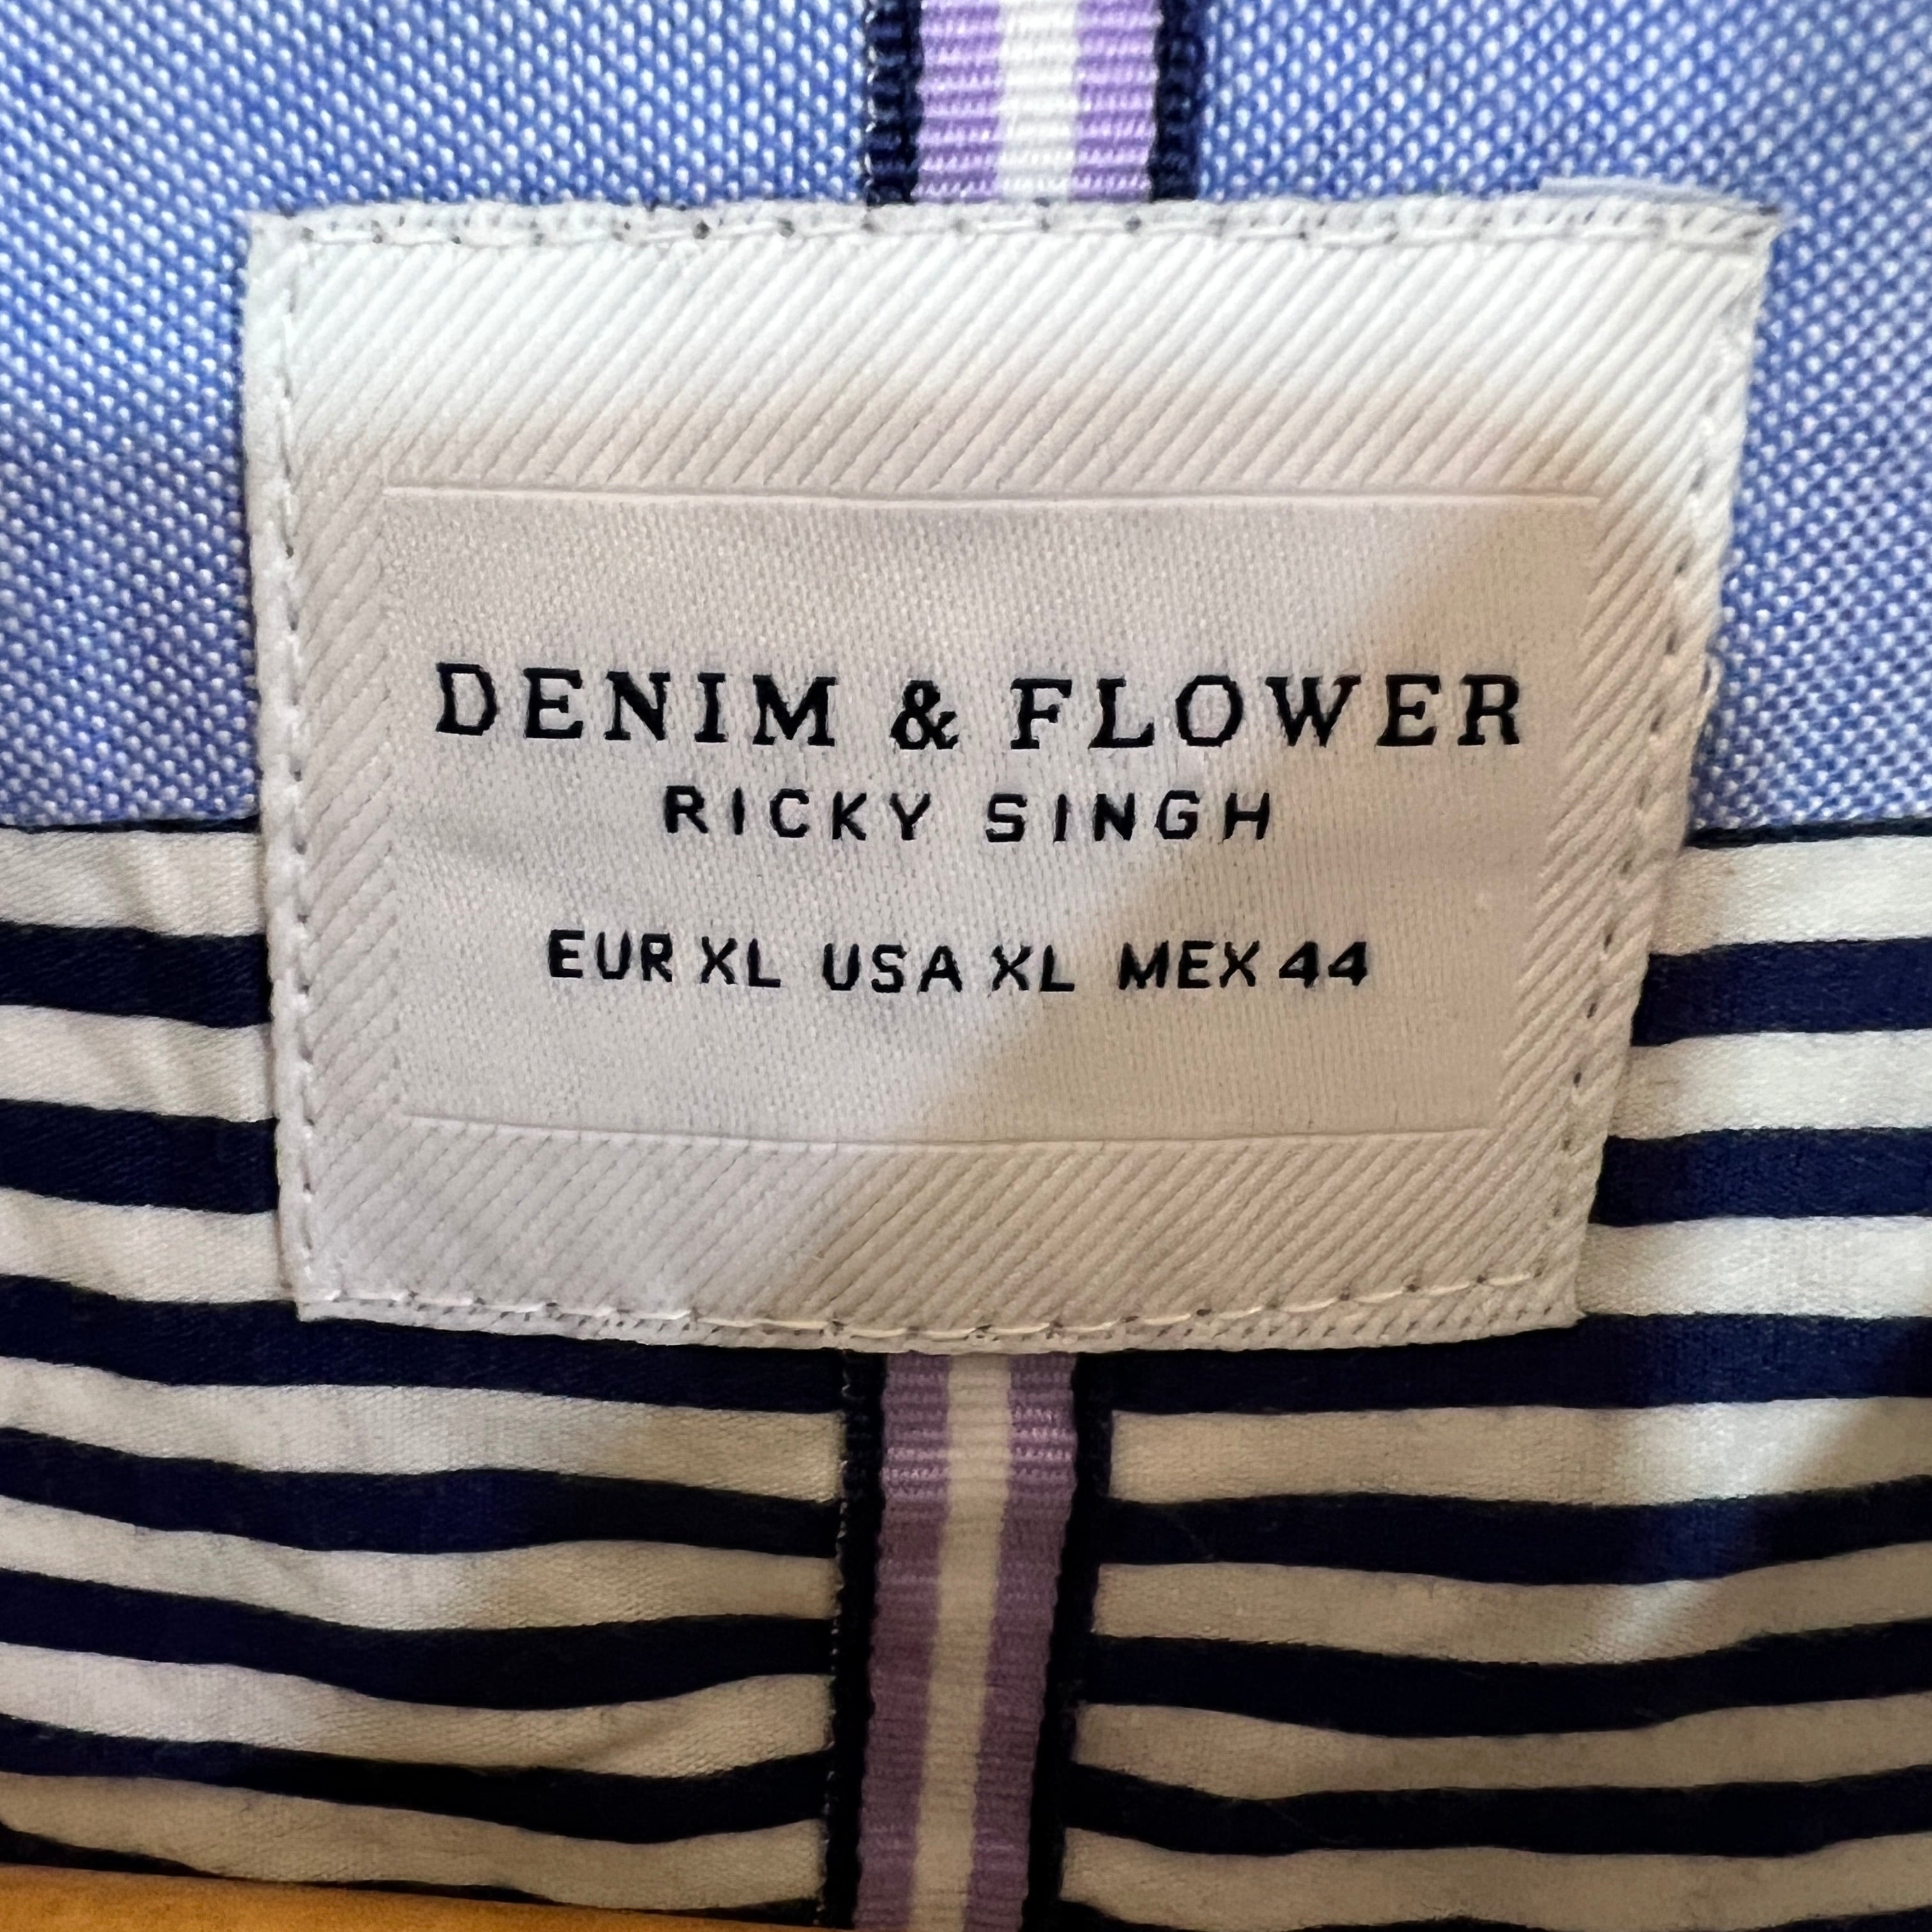 DENIM & FLOWER
RICKY SINGH
EUR XL USA XL MEX 44